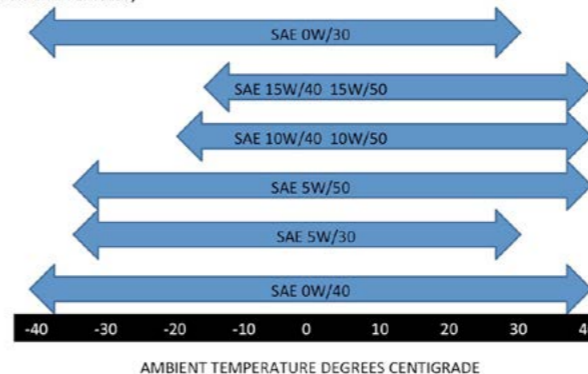 SAE 0W/30
SAE 15W/40 15W/50
SAE 10W/40 10W/50
SAE 5W/50
SAE 5W/30
SAE 0W/40
-40 -30 -20 -10 0 10 20 30 4
AMBIENT TEMPERATURE DEGREES CENTIGRADE